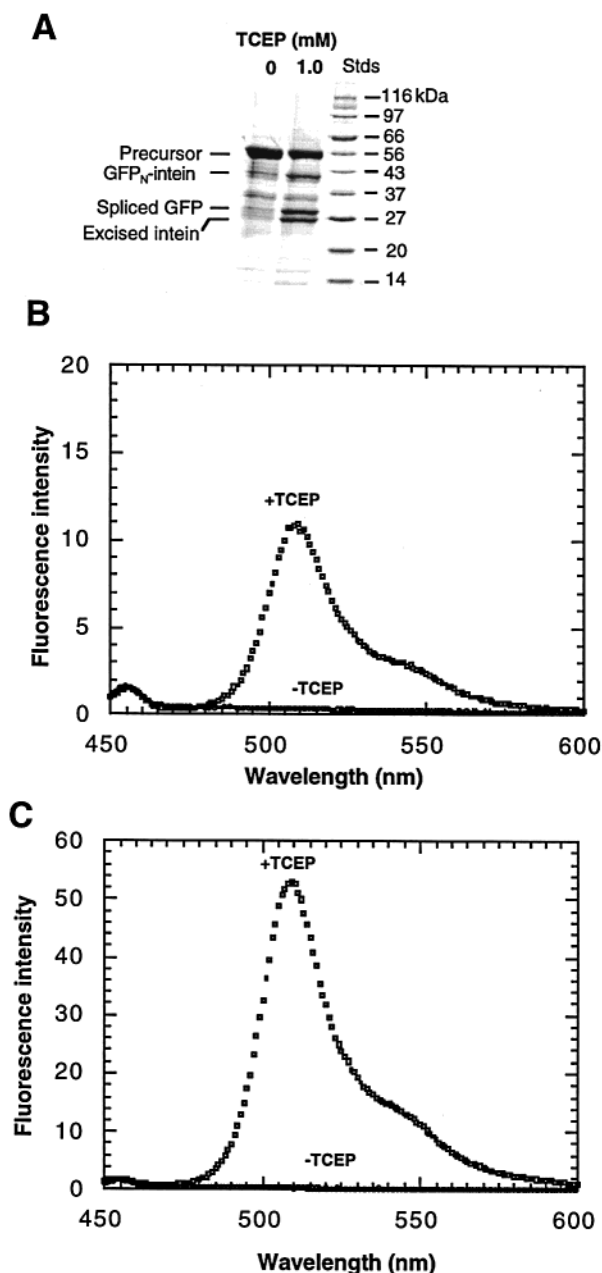 A
TCEP (mM)
0 1.0 Stds
116 kDa
97
66
Precursor 56
GFPN-intein 43
37
Spliced GFP
27
Excised intein
20
14
B
20
15
10
5
0
Fluorescence intensity
+TCEP
-TCEP
450 500 550 600
Wavelength (nm)
C
60
50
40
30
20
10
0
Fluorescence intensity
+TCEP
-TCEP
450 500 550 600
Wavelength (nm)